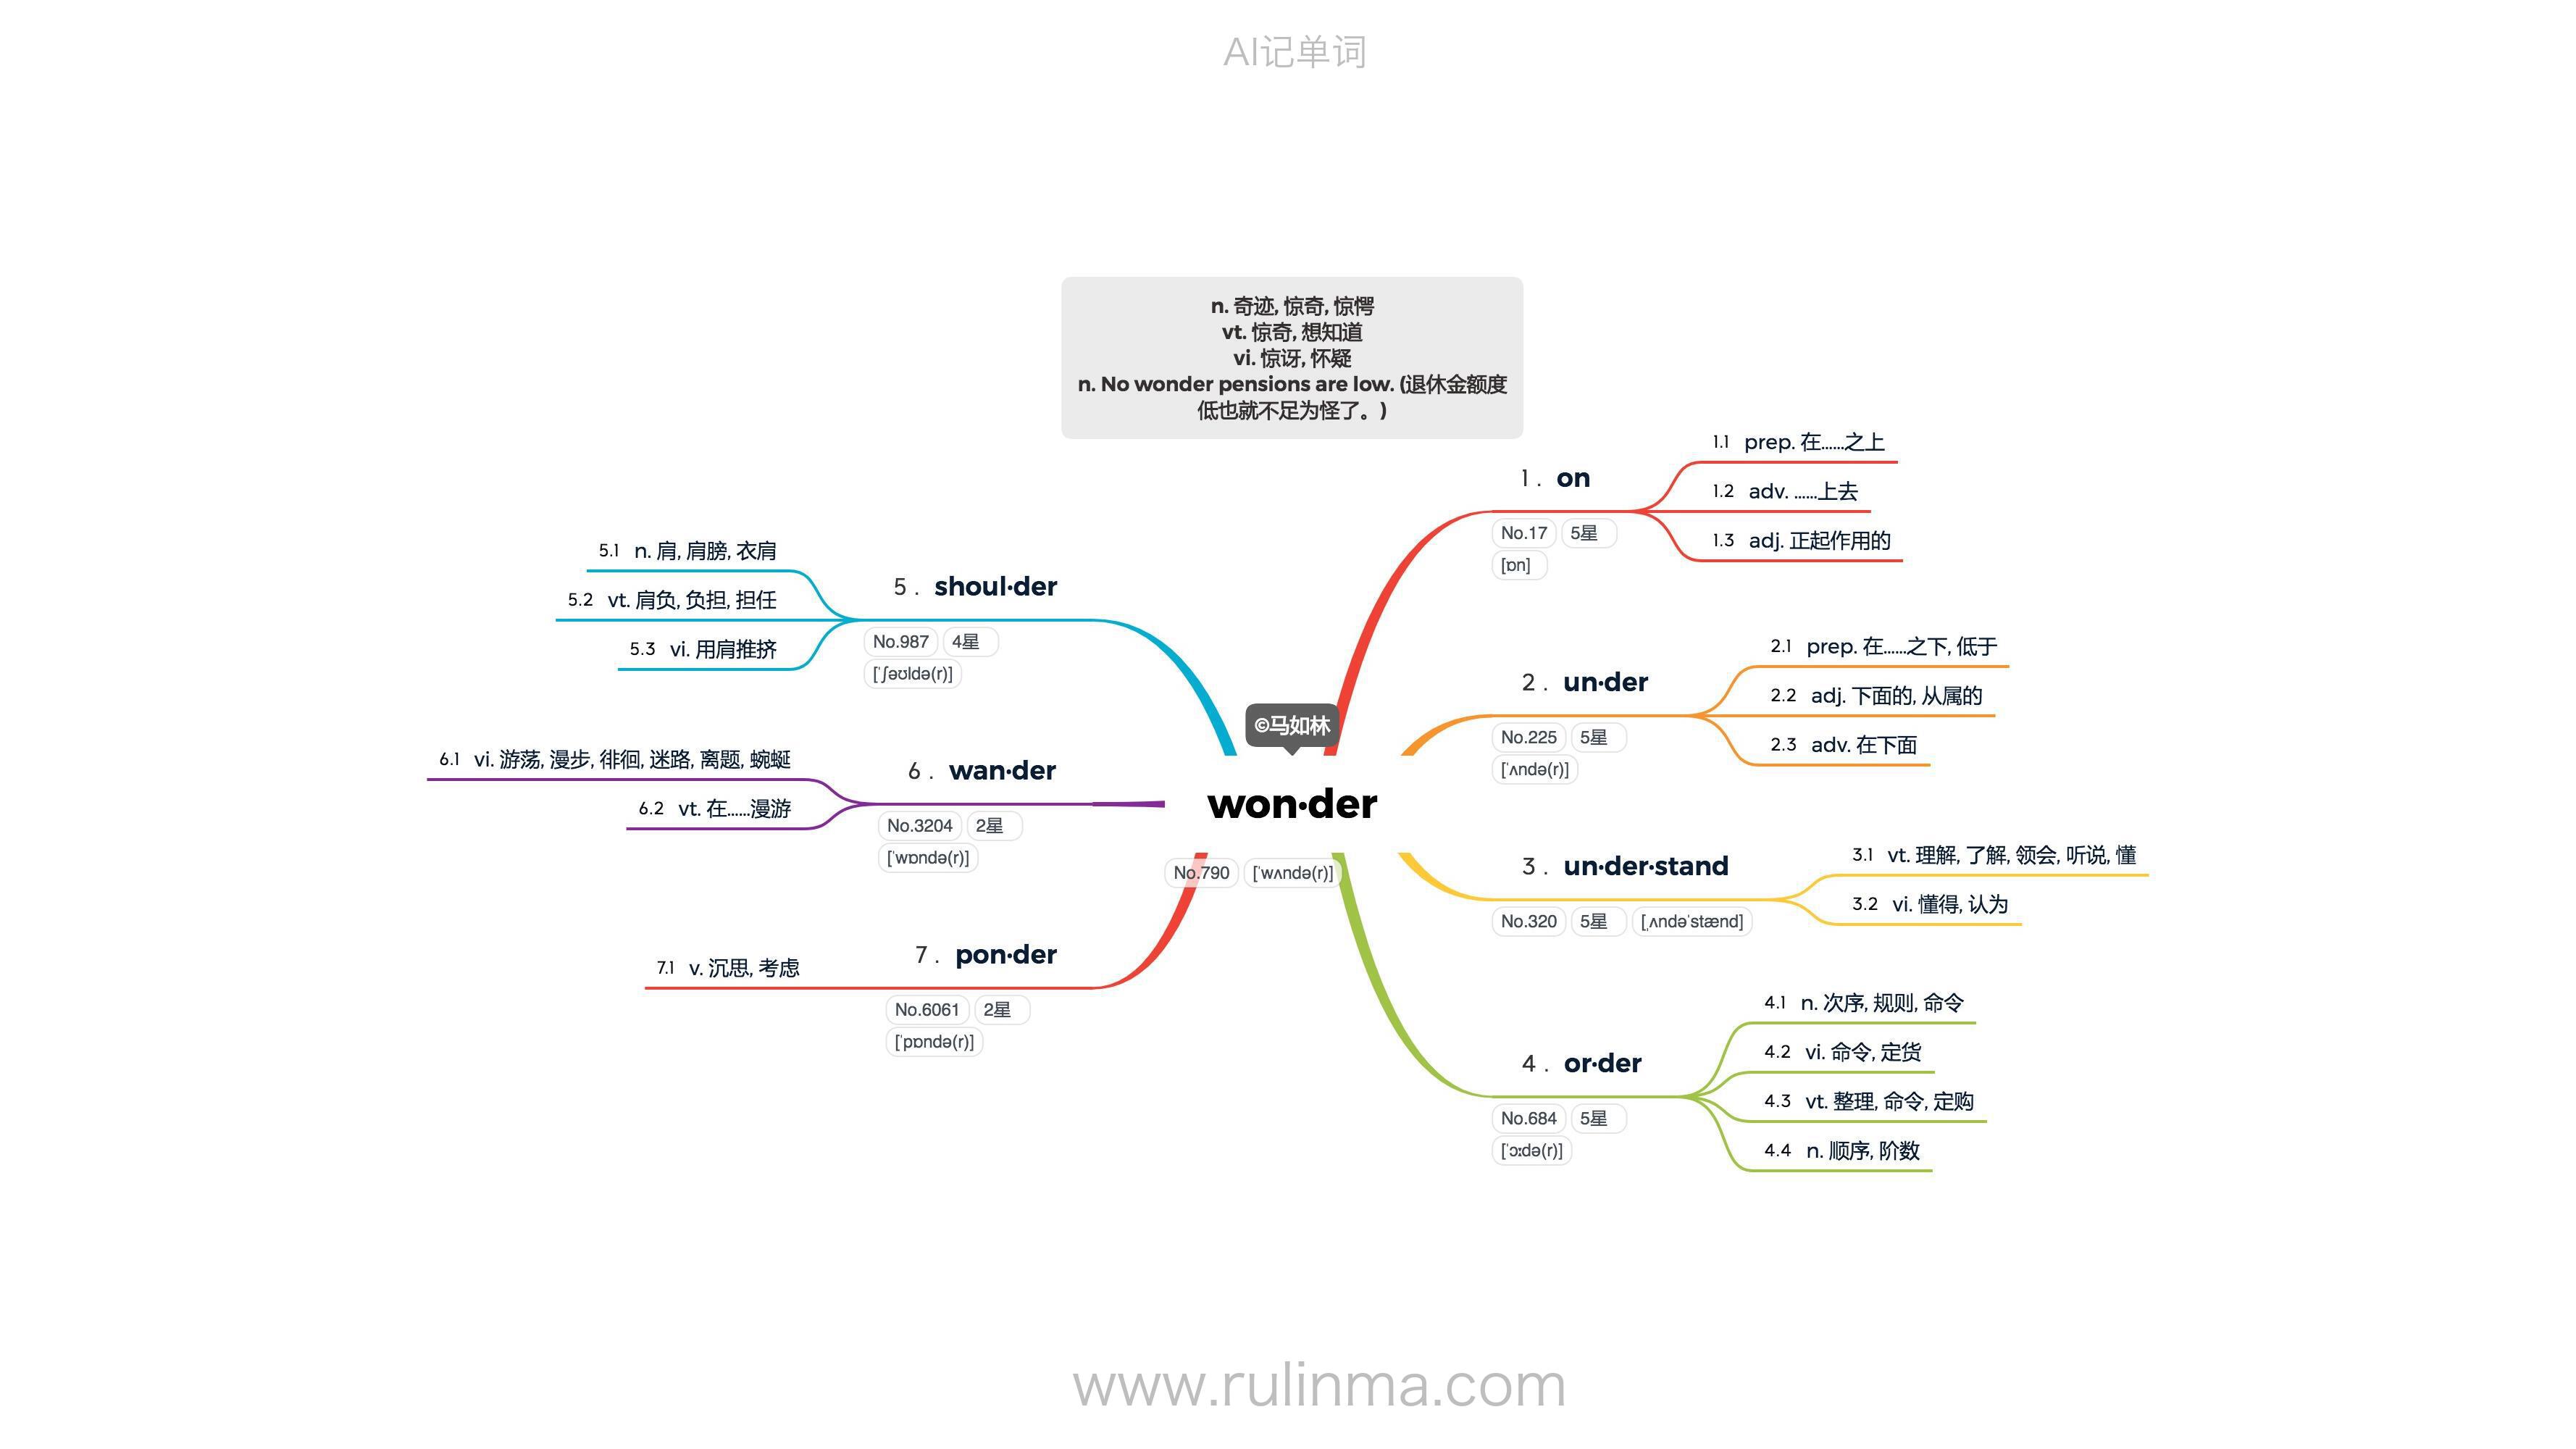 AI记单词
n. 奇迹, 惊奇, 惊愕
vt. 惊奇, 想知道
vi. 惊讶, 怀疑
n. No wonder pensions are low. (退休金额度
低也就不足为怪了。)
©马如林
won·der
No.790 [ˈwʌndə(r)]
1 . on
No.17 5星
[ɒn]
1.1 prep. 在……之上
1.2 adv. ……上去
1.3 adj. 正起作用的
2 . un·der
No.225 5星
[ˈʌndə(r)]
2.1 prep. 在……之下, 低于
2.2 adj. 下面的, 从属的
2.3 adv. 在下面
3 . un·der·stand
No.320 5星 [ˌʌndəˈstænd]
3.1 vt. 理解, 了解, 领会, 听说, 懂
3.2 vi. 懂得, 认为
4 . or·der
No.684 5星
[ˈɔːdə(r)]
4.1 n. 次序, 规则, 命令
4.2 vi. 命令, 定货
4.3 vt. 整理, 命令, 定购
4.4 n. 顺序, 阶数
5 . shoul·der
No.987 4星
[ˈʃəʊldə(r)]
5.1 n. 肩, 肩膀, 衣肩
5.2 vt. 肩负, 负担, 担任
5.3 vi. 用肩推挤
6 . wan·der
No.3204 2星
[ˈwɒndə(r)]
6.1 vi. 游荡, 漫步, 徘徊, 迷路, 离题, 蜿蜒
6.2 vt. 在……漫游
7 . pon·der
No.6061 2星
[ˈpɒndə(r)]
7.1 v. 沉思, 考虑
www.rulinma.com